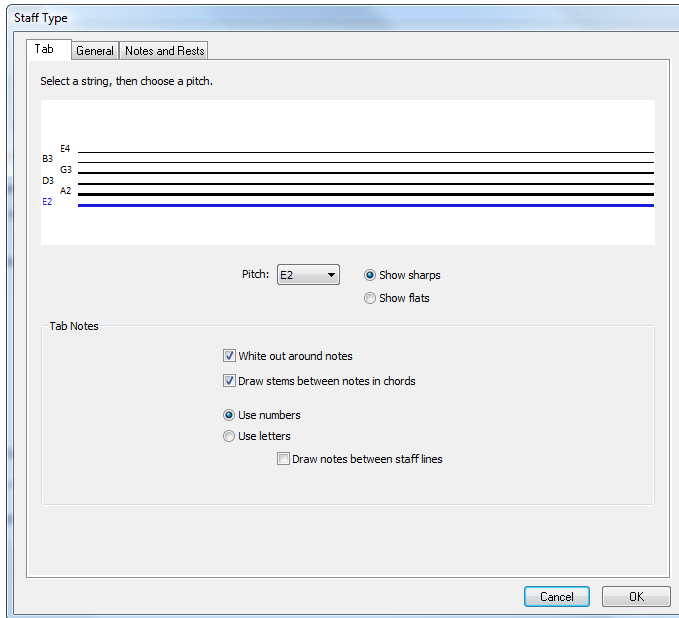 Staff Type
Tab General Notes and Rests
Select a string, then choose a pitch.
E4
B3
G3
D3
A2
E2
Pitch: E2 Show sharps
Show flats
Tab Notes
White out around notes
Draw stems between notes in chords
Use numbers
Use letters
Draw notes between staff lines
Cancel OK